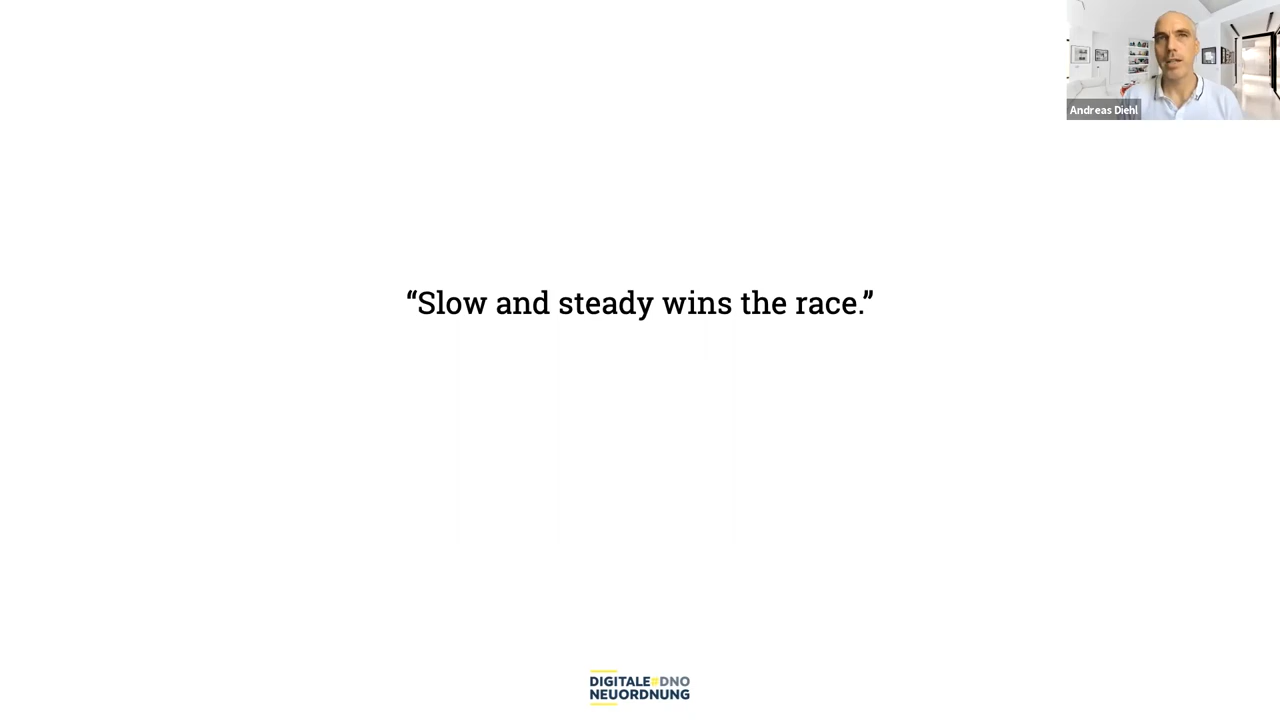 Andreas Diehl
“Slow and steady wins the race.”
DIGITALE#DNO
NEUORDNUNG